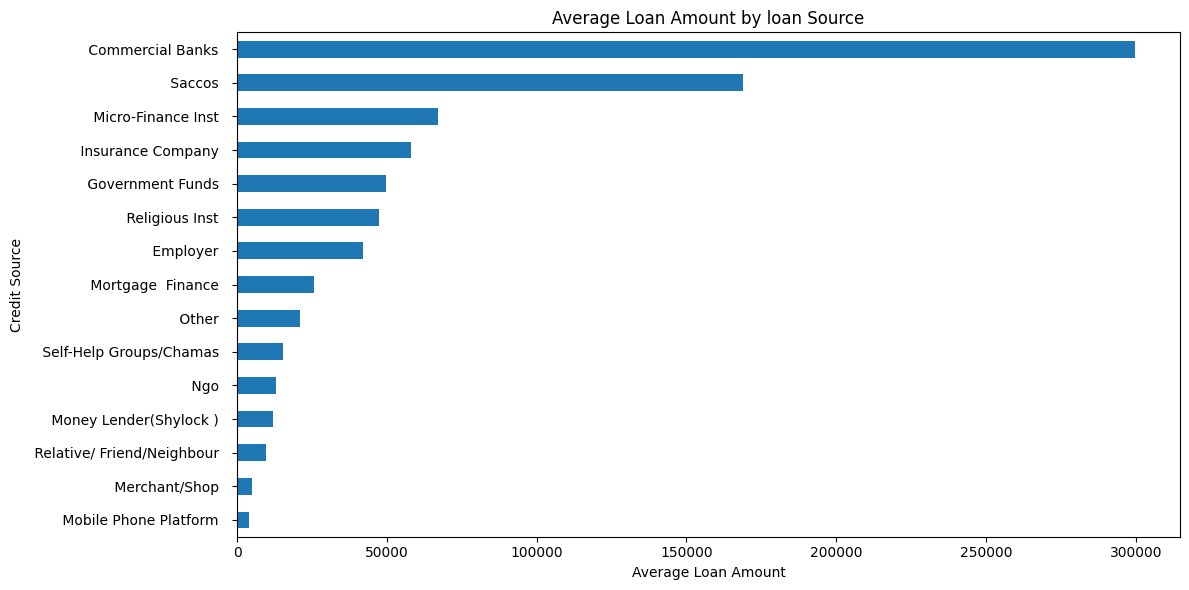 Average Loan Amount by loan Source
Credit Source
Commercial Banks
Saccos
Micro-Finance Inst
Insurance Company
Government Funds
Religious Inst
Employer
Mortgage  Finance
Other
Self-Help Groups/Chamas
Ngo
Money Lender(Shylock )
Relative/ Friend/Neighbour
Merchant/Shop
Mobile Phone Platform
0 50000 100000 150000 200000 250000 300000
Average Loan Amount